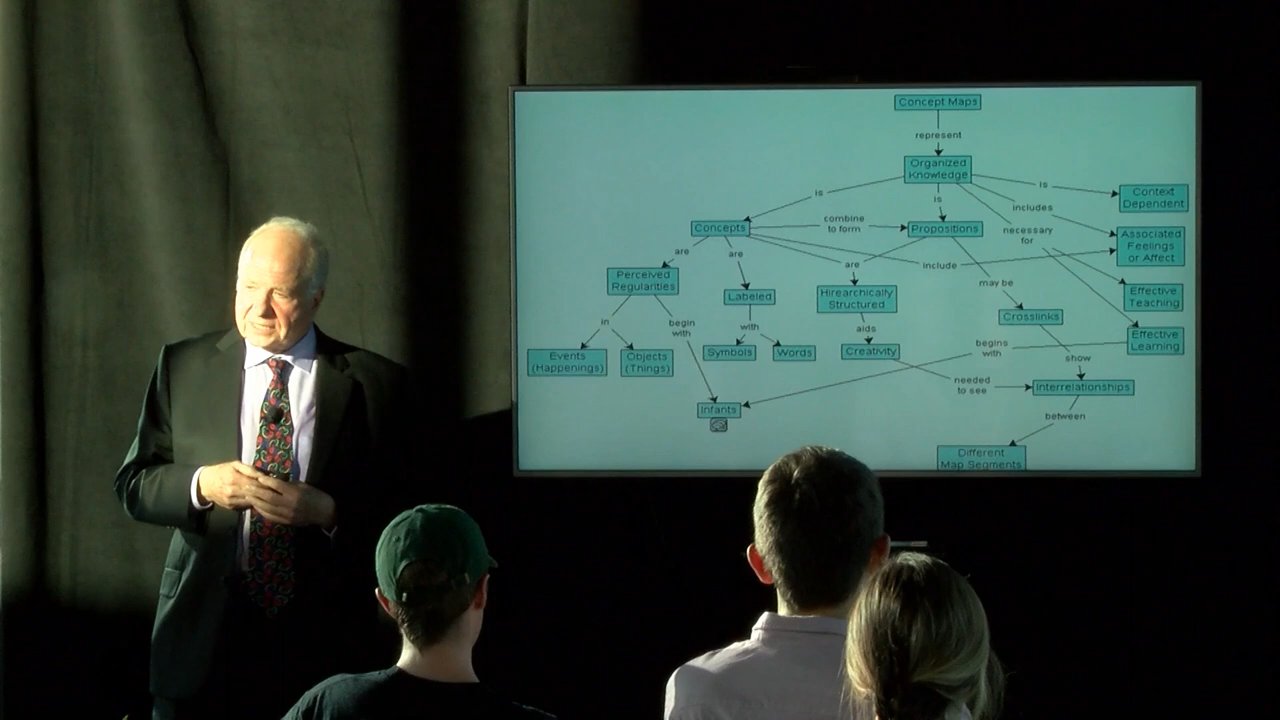 Concept Maps
represent
Organized
Knowledge
is
is
is
includes
necessary
for
Context
Dependent
Concepts
combine
to form
Propositions
Associated
Feelings
or Affect
are
are
are
include
may be
Perceived
Regularities
Labeled
Hirearchically
Structured
Effective
Teaching
Crosslinks
in
begin
with
with
aids
Effective
Learning
Events
(Happenings)
Objects
(Things)
Symbols
Words
Creativity
begins
with
show
needed
to see
Interrelationships
Infants
between
Different
Map Segments